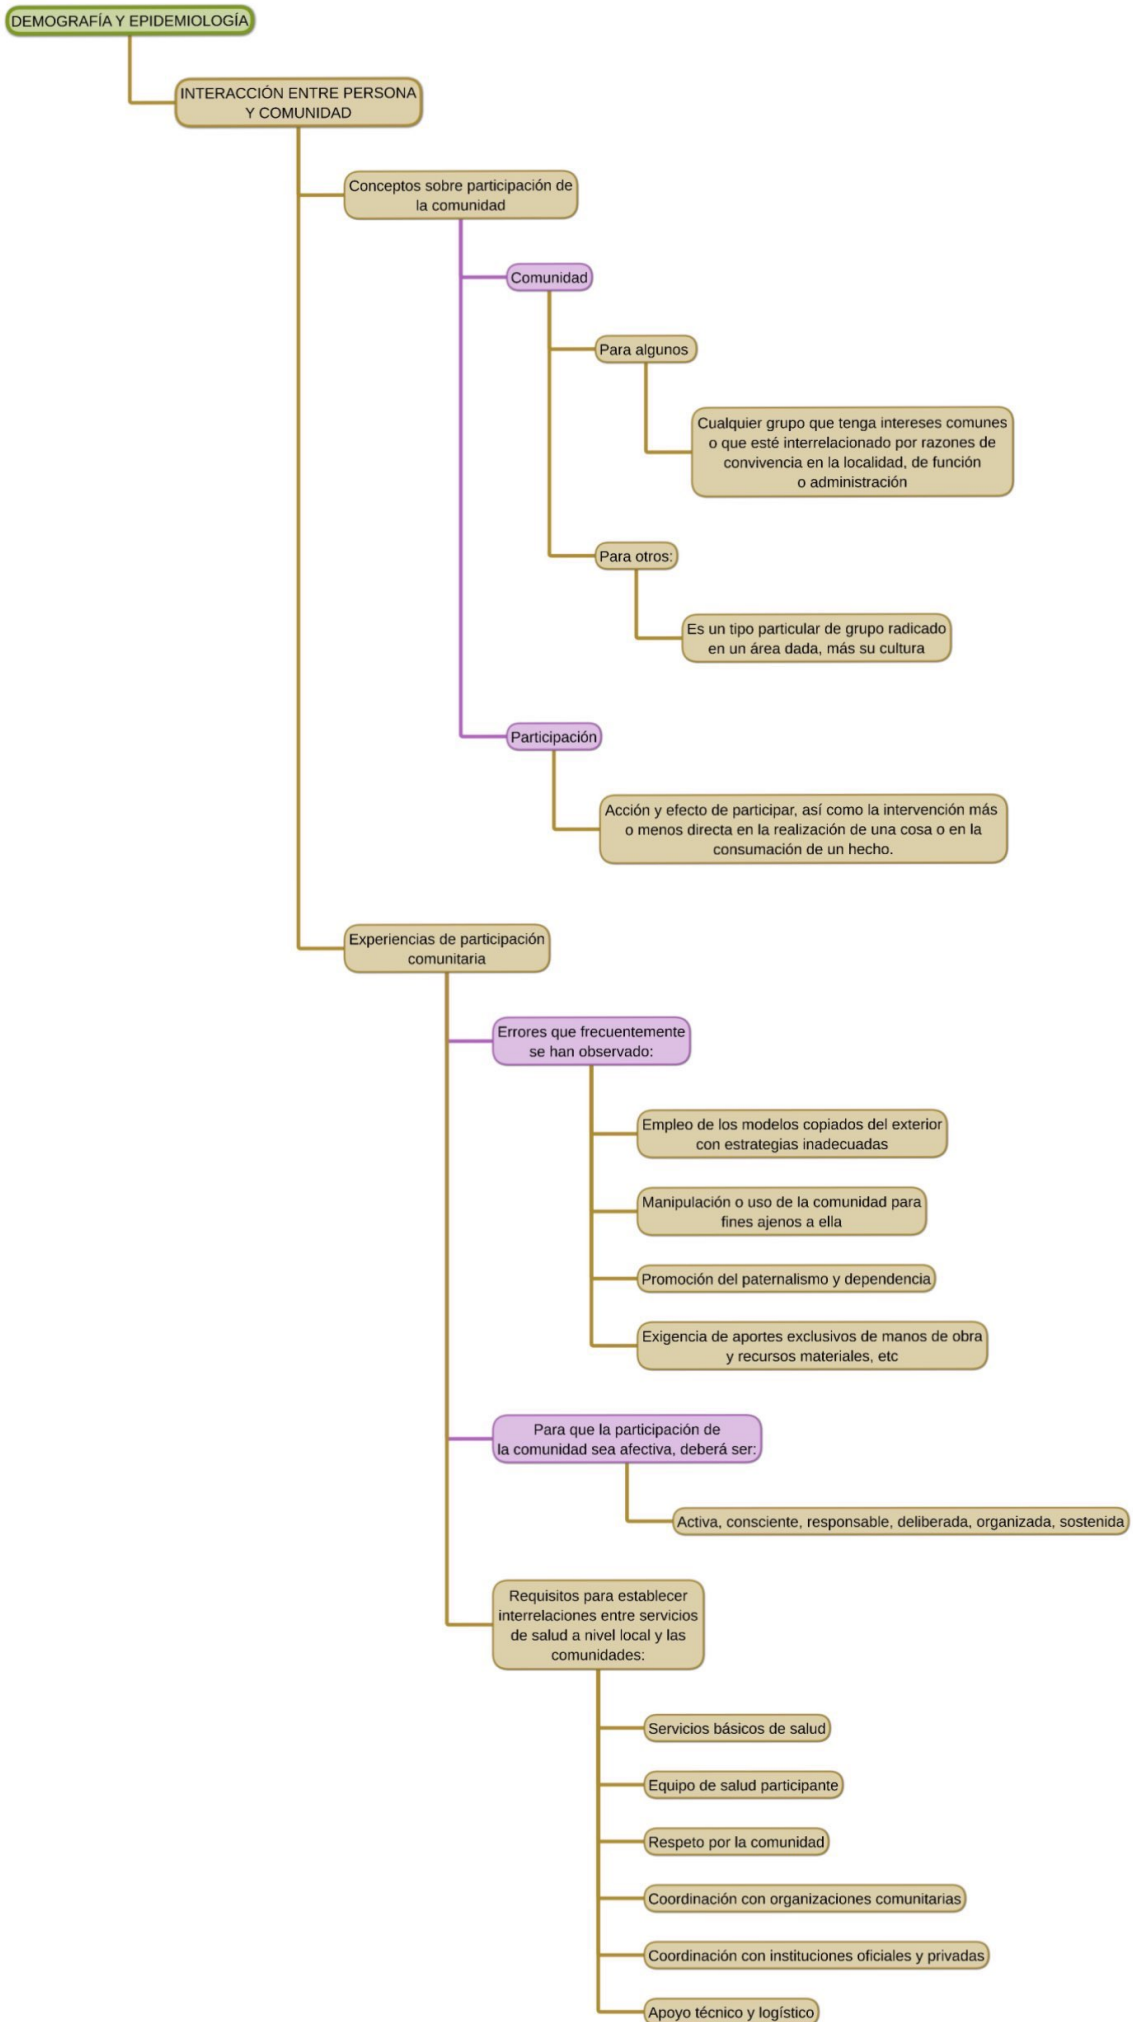 DEMOGRAFÍA Y EPIDEMIOLOGÍA
INTERACCIÓN ENTRE PERSONA
Y COMUNIDAD
Conceptos sobre participación de
la comunidad
Comunidad
Para algunos
Cualquier grupo que tenga intereses comunes
o que esté interrelacionado por razones de
convivencia en la localidad, de función
o administración
Para otros:
Es un tipo particular de grupo radicado
en un área dada, más su cultura
Participación
Acción y efecto de participar, así como la intervención más
o menos directa en la realización de una cosa o en la
consumación de un hecho.
Experiencias de participación
comunitaria
Errores que frecuentemente
se han observado:
Empleo de los modelos copiados del exterior
con estrategias inadecuadas
Manipulación o uso de la comunidad para
fines ajenos a ella
Promoción del paternalismo y dependencia
Exigencia de aportes exclusivos de manos de obra
y recursos materiales, etc
Para que la participación de
la comunidad sea afectiva, deberá ser:
Activa, consciente, responsable, deliberada, organizada, sostenida
Requisitos para establecer
interrelaciones entre servicios
de salud a nivel local y las
comunidades:
Servicios básicos de salud
Equipo de salud participante
Respeto por la comunidad
Coordinación con organizaciones comunitarias
Coordinación con instituciones oficiales y privadas
Apoyo técnico y logístico